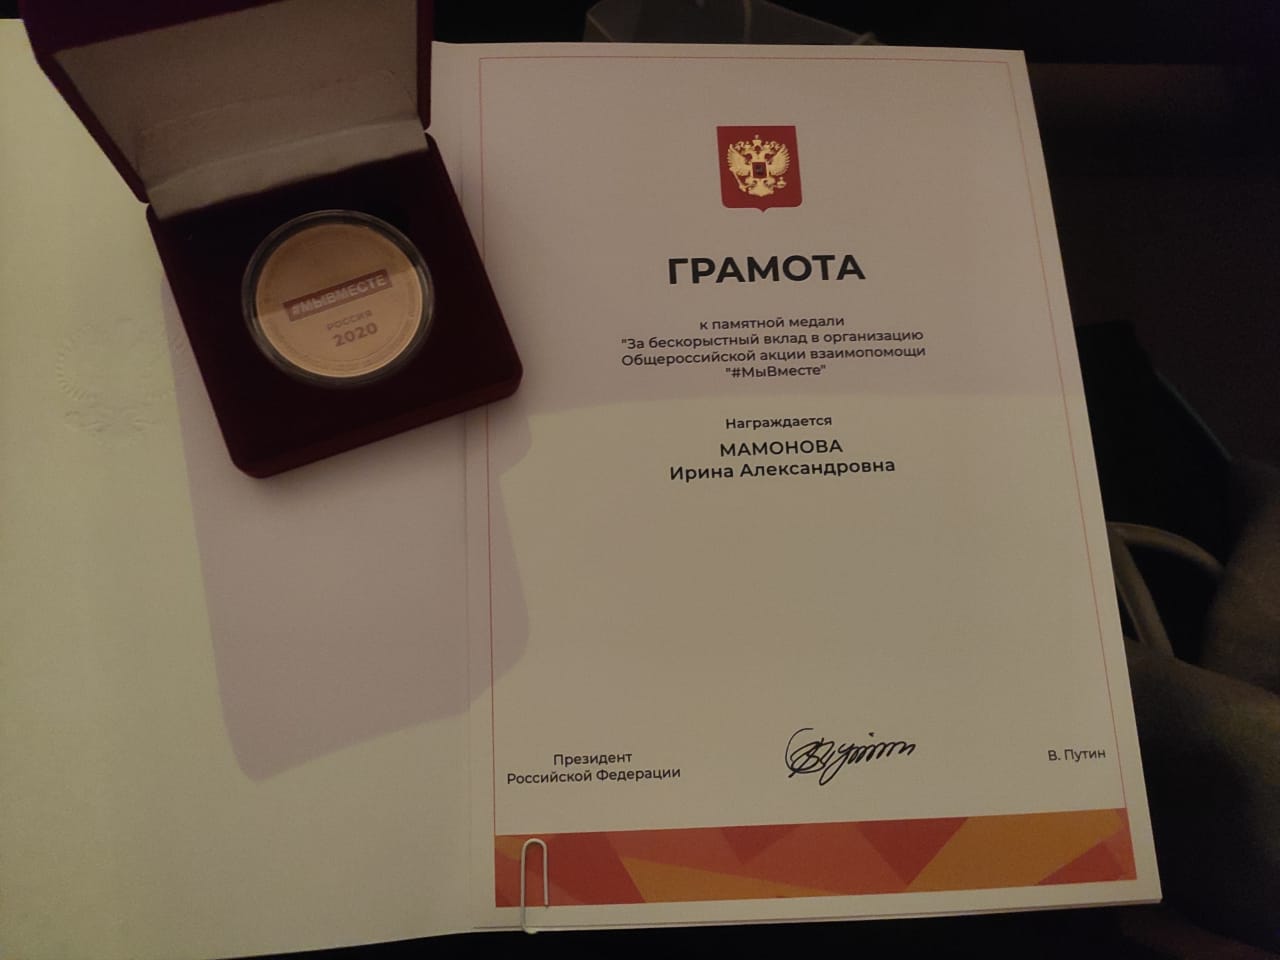 #МЫВМЕСТЕ
РОССИЯ
2020
ГРАМОТА
к памятной медали
"За бескорыстный вклад в организацию
Общероссийской акции взаимопомощи
"#МыВместе"
Награждается
МАМОНОВА
Ирина Александровна
Президент
Российской Федерации
В. Путин